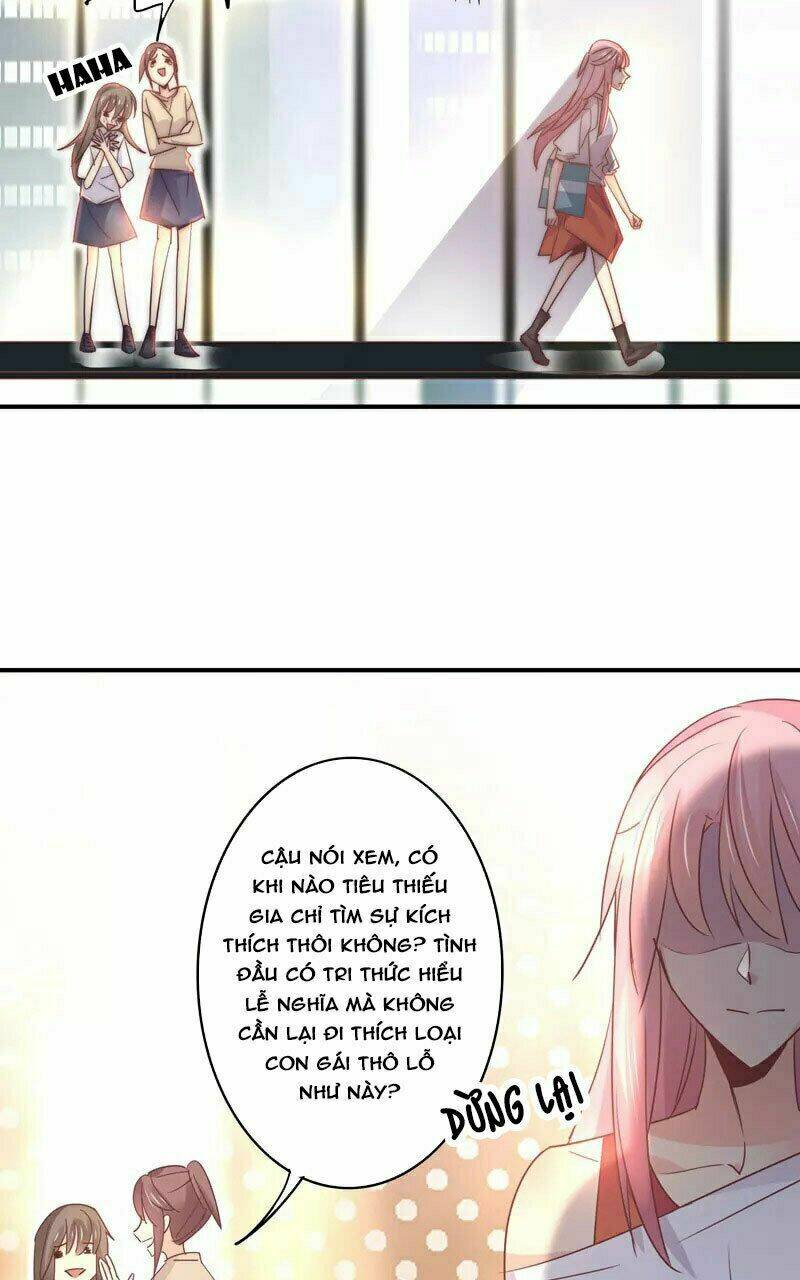 HAHA
CẬU NÓI XEM, CÓ
KHI NÀO TIÊU THIẾU
GIA CHỈ TÌM SỰ KÍCH
THÍCH THÔI KHÔNG? TÌNH
ĐẦU CÓ TRI THỨC HIỂU
LỄ NGHĨA MÀ KHÔNG
CẦN LẠI ĐI THÍCH LOẠI
CON GÁI THÔ LỖ
NHƯ NÀY?
DỪNG LẠI